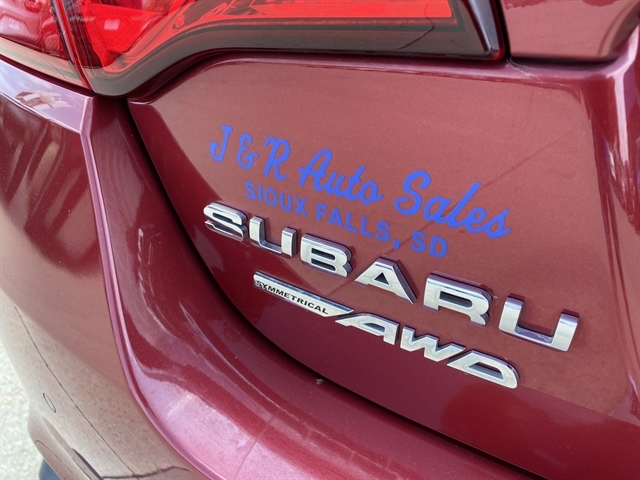 J & R Auto Sales
SIOUX FALLS, SD
SUBARU
SYMMETRICAL AWD